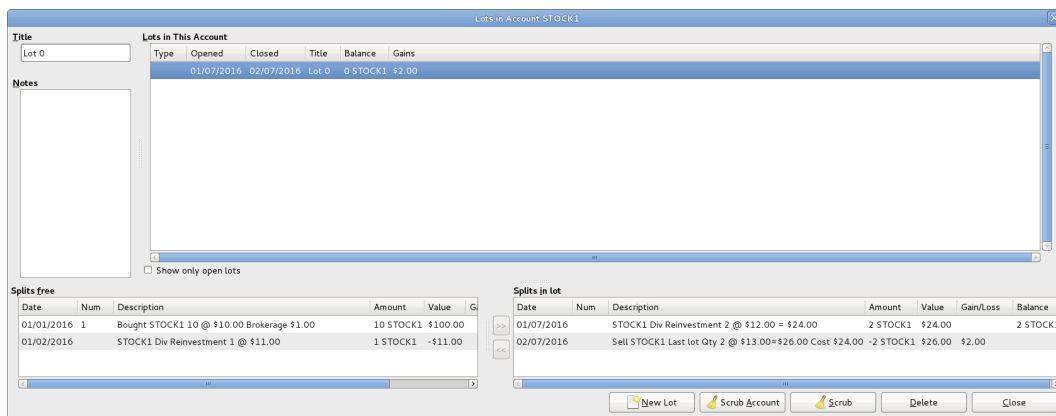 Lots in Account STOCK1
Title
Lots in This Account
Lot 0
Type Opened Closed Title Balance Gains
01/07/2016 02/07/2016 Lot 0 0 STOCK1 $2.00
Notes
Show only open lots
Splits free
Date Num Description Amount Value
01/01/2016 1 Bought STOCK1 10 @ $10.00 Brokerage $1.00 10 STOCK1 $100.00
01/02/2016 STOCK1 Div Reinvestment 1 @ $11.00 1 STOCK1 -$11.00
>>
<<
Splits in lot
Date Num Description Amount Value Gain/Loss Balance
01/07/2016 STOCK1 Div Reinvestment 2 @ $12.00 = $24.00 2 STOCK1 $24.00 2 STOCK
02/07/2016 Sell STOCK1 Last lot Qty 2 @ $13.00=$26.00 Cost $24.00 -2 STOCK1 $26.00 $2.00
New Lot Scrub Account Scrub Delete Close